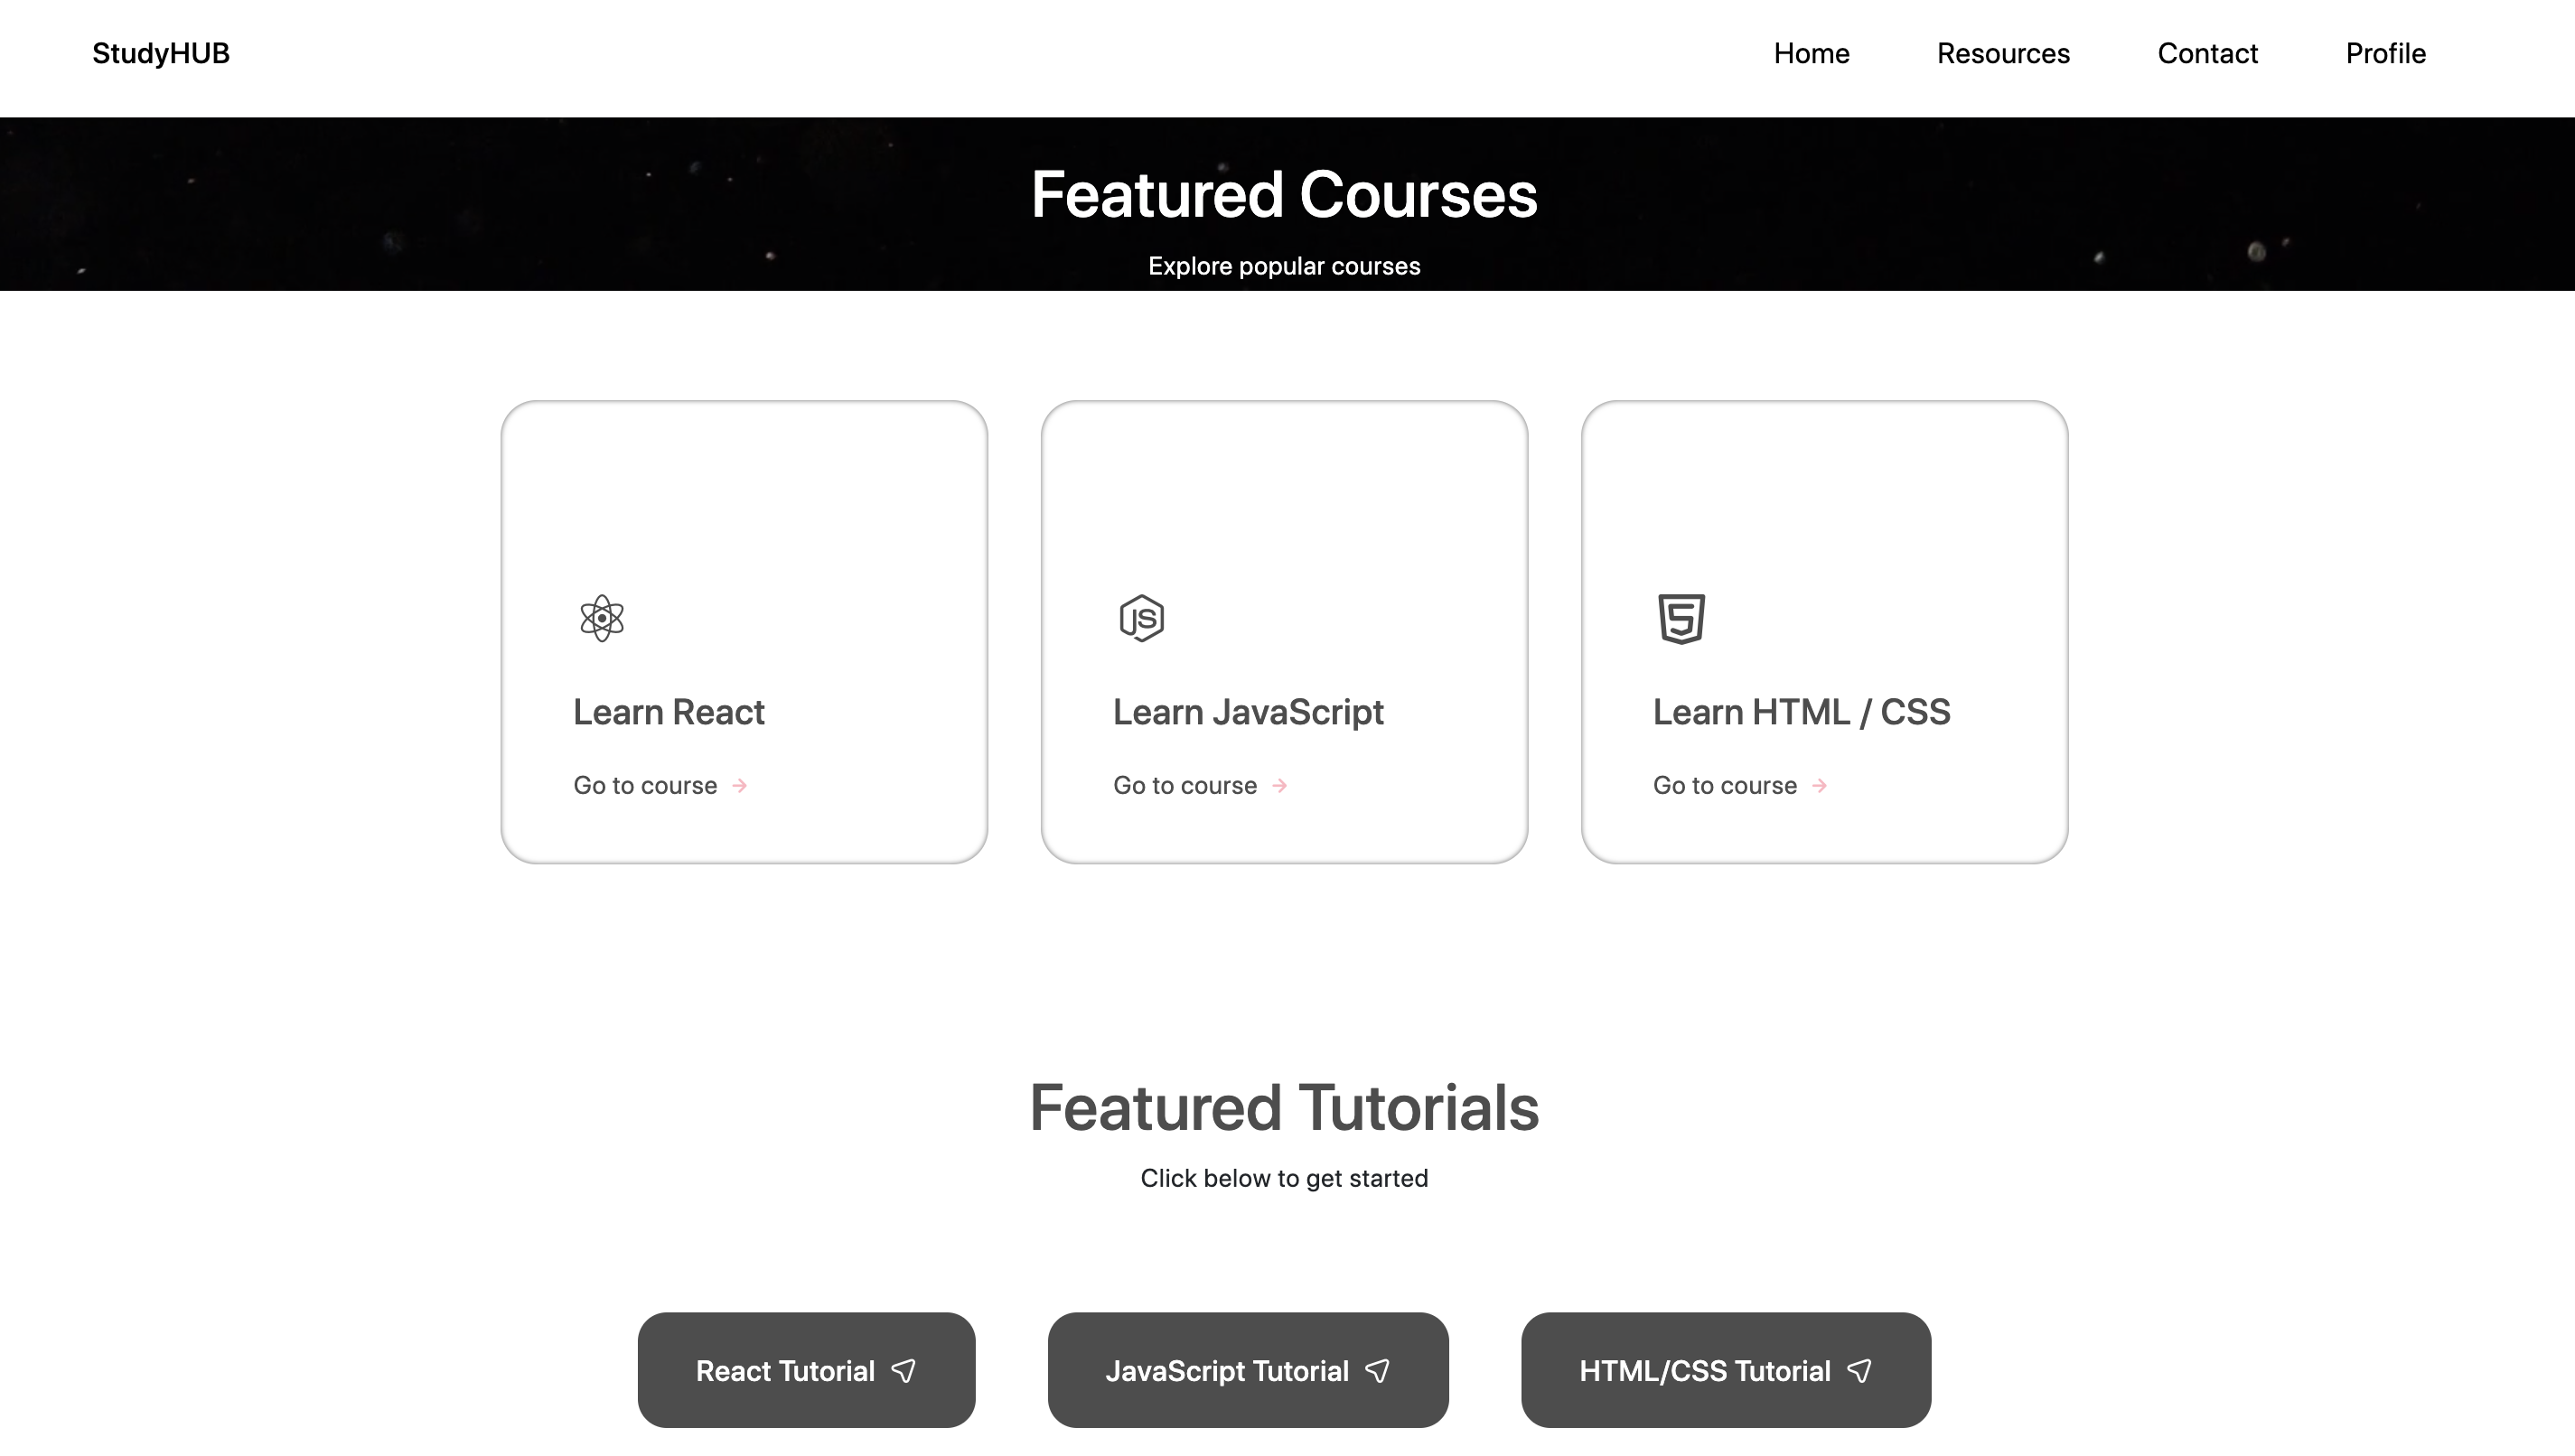 StudyHUB
Home Resources Contact Profile
Featured Courses
Explore popular courses
JS
5
Learn React
Learn JavaScript
Learn HTML / CSS
Go to course →
Go to course →
Go to course →
Featured Tutorials
Click below to get started
React Tutorial
JavaScript Tutorial
HTML/CSS Tutorial